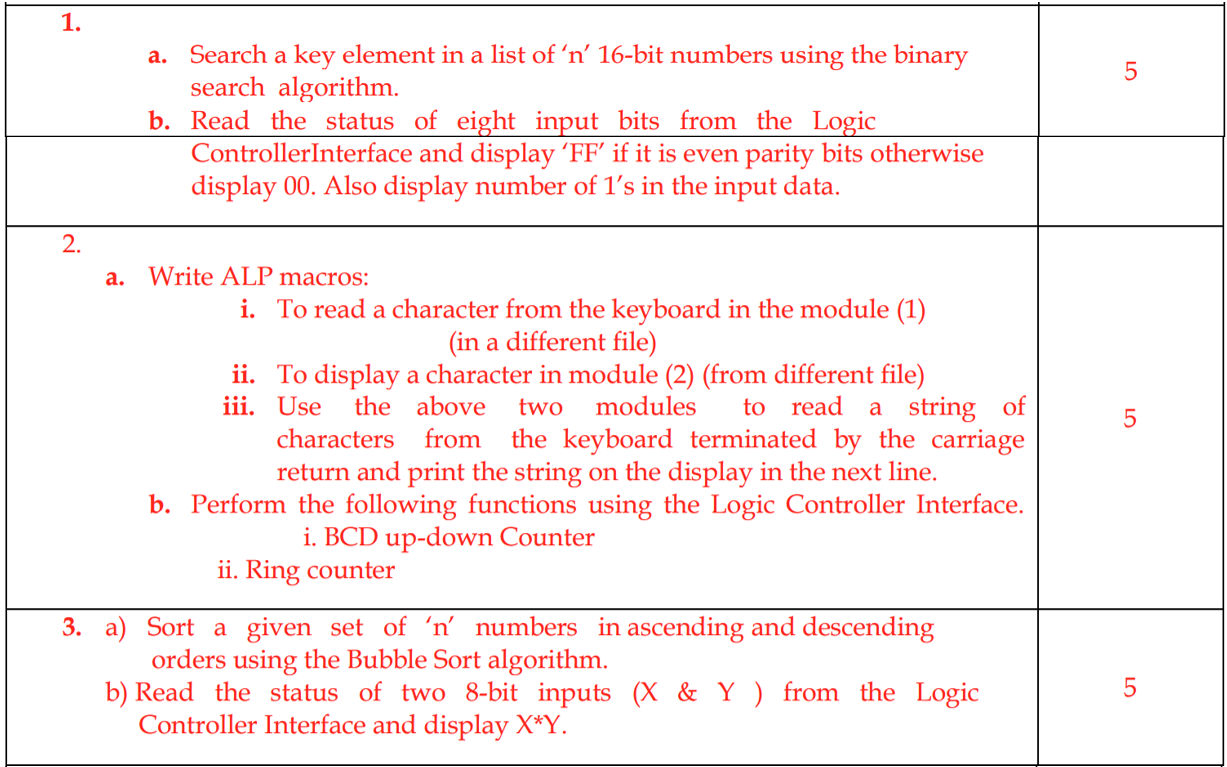 1.
a. Search a key element in a list of ‘n’ 16-bit numbers using the binary
search algorithm.
5
b. Read the status of eight input bits from the Logic
ControllerInterface and display ‘FF’ if it is even parity bits otherwise
display 00. Also display number of 1’s in the input data.
2.
a. Write ALP macros:
i. To read a character from the keyboard in the module (1)
(in a different file)
ii. To display a character in module (2) (from different file)
iii. Use the above two modules to read a string of
characters from the keyboard terminated by the carriage
return and print the string on the display in the next line.
5
b. Perform the following functions using the Logic Controller Interface.
i. BCD up-down Counter
ii. Ring counter
3. a) Sort a given set of ‘n’ numbers in ascending and descending
orders using the Bubble Sort algorithm.
b) Read the status of two 8-bit inputs (X & Y ) from the Logic
Controller Interface and display X*Y.
5